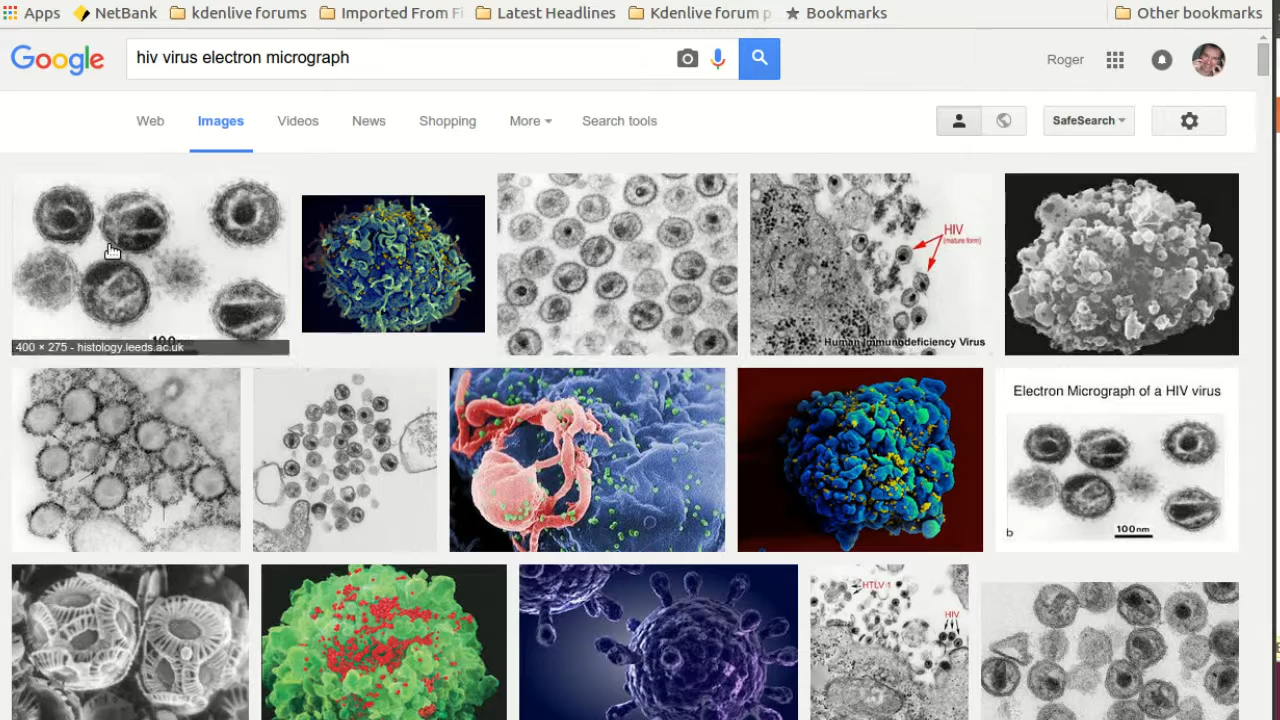 Apps NetBank kdenlive forums Imported From Fi Latest Headlines Kdenlive forum p Bookmarks Other bookmarks
Google hiv virus electron micrograph Roger
Web Images Videos News Shopping More Search tools SafeSearch
HIV
(mature form)
Human Immunodeficiency Virus
100
400 × 275 - histology.leeds.ac.uk
Electron Micrograph of a HIV virus
100nm
b
HTLV-1
HIV